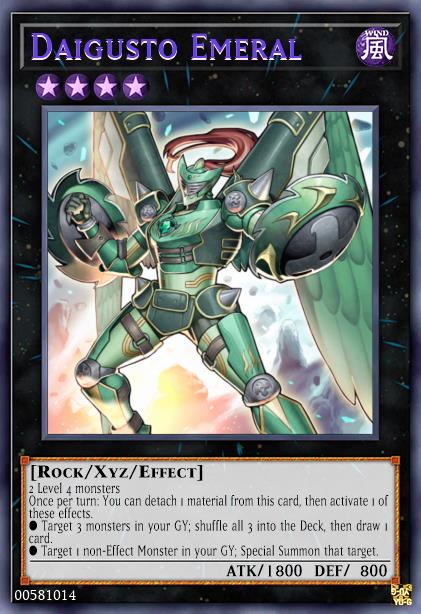 DAIGUSTO EMERAL
WIND
風
[ROCK/XYZ/EFFECT]
2 Level 4 monsters
Once per turn: You can detach 1 material from this card, then activate 1 of
these effects.
● Target 3 monsters in your GY; shuffle all 3 into the Deck, then draw 1
card.
● Target 1 non-Effect Monster in your GY; Special Summon that target.
ATK/1800 DEF/ 800
00581014